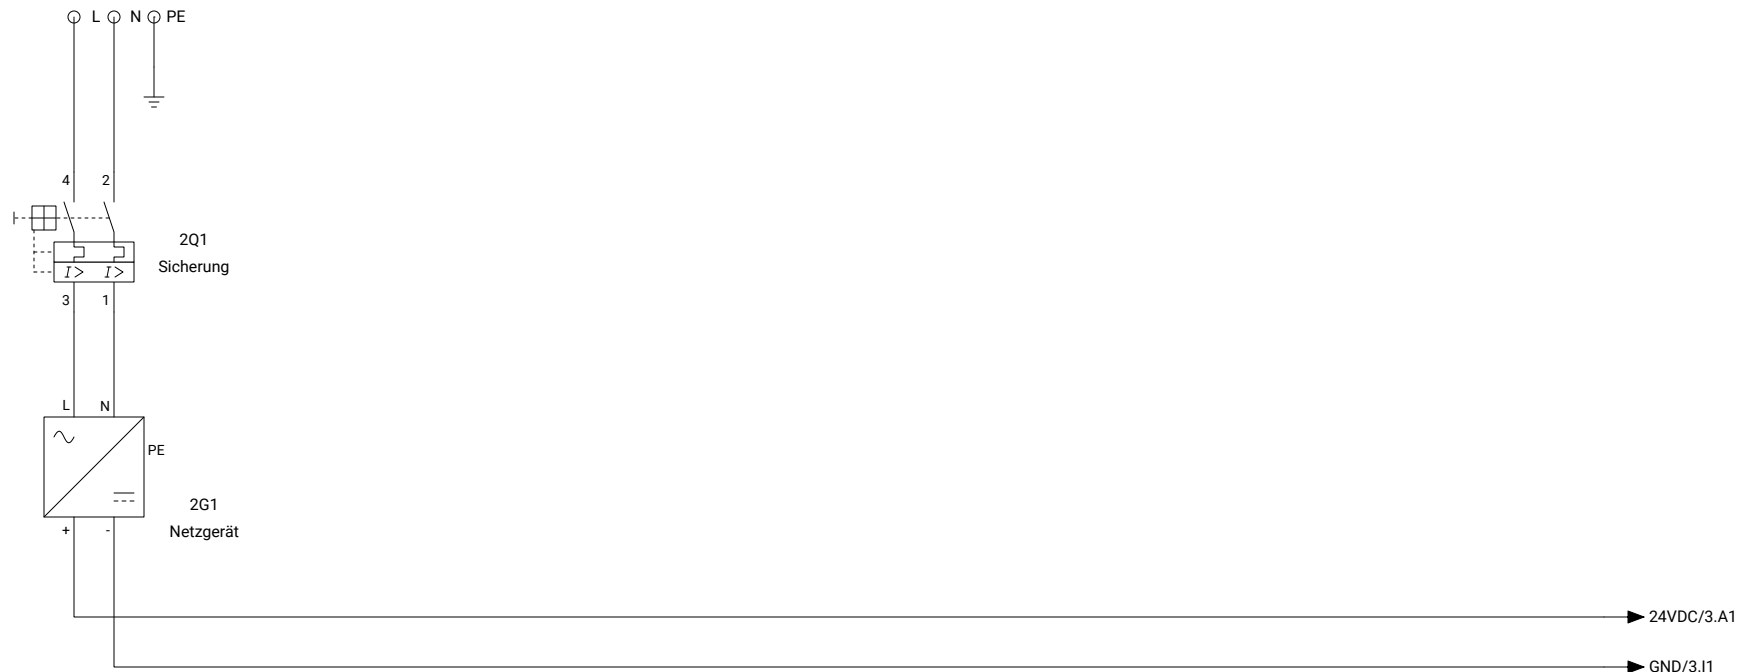 L N PE
4 2
2Q1
Sicherung
I> I>
3 1
L N
PE
2G1
Netzgerät
+ -
24VDC/3.A1
GND/3.I1